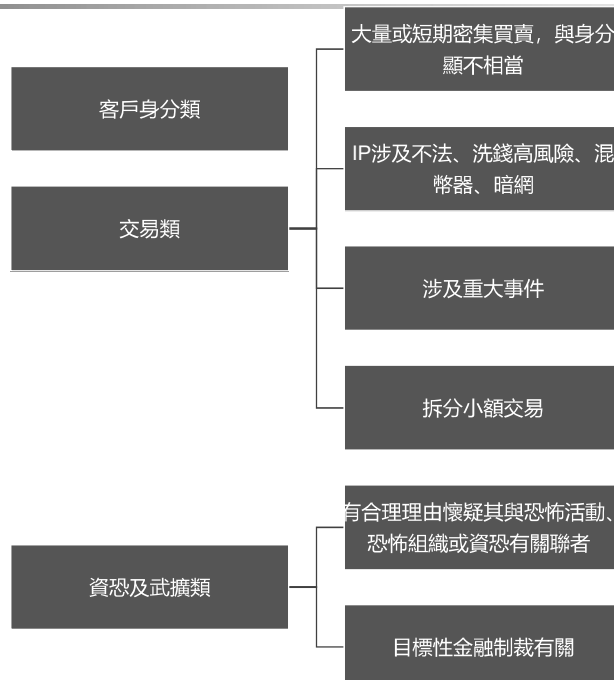 客戶身分類
交易類
大量或短期密集買賣，與身分
顯不相當
IP涉及不法、洗錢高風險、混
幣器、暗網
涉及重大事件
拆分小額交易
資恐及武擴類
有合理理由懷疑其與恐怖活動、
恐怖組織或資恐有關聯者
目標性金融制裁有關